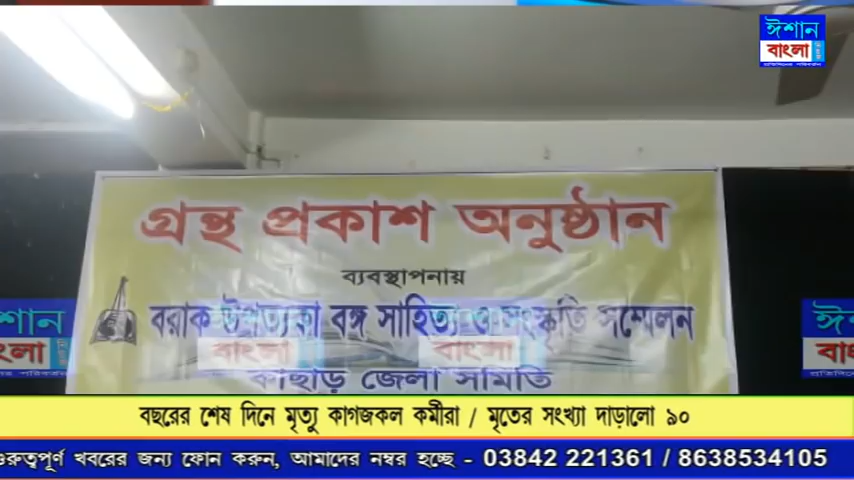 ঈশান
বাংলা
গ্রন্থ প্রকাশ অনুষ্ঠান
ব্যবস্থাপনায়
বরাক উপত্যকা বঙ্গ সাহিত্য ও সংস্কৃতি সম্মেলন
কাছাড় জেলা সমিতি
ঈশান
বাংলা
বাংলা
বাংলা
বছরের শেষ দিনে মৃত্যু কাগজকল কর্মীরা / মৃতের সংখ্যা দাড়ালো ৯০
গুরুত্বপূর্ণ খবরের জন্য ফোন করুন, আমাদের নম্বর হচ্ছে - 03842 221361 / 8638534105